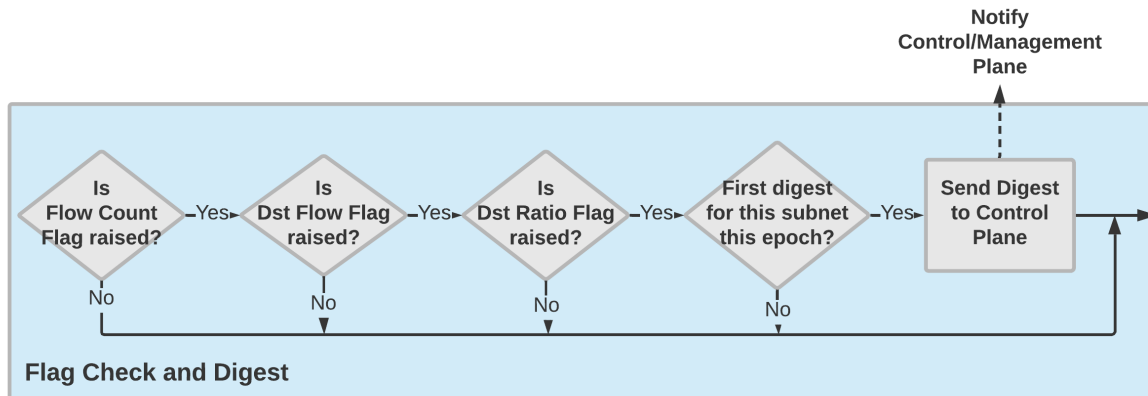 Notify
Control/Management
Plane
Is
Flow Count
Flag raised?
Yes
Is
Dst Flow Flag
raised?
Yes
Is
Dst Ratio Flag
raised?
Yes
First digest
for this subnet
this epoch?
Yes
Send Digest
to Control
Plane
No
No
No
No
Flag Check and Digest